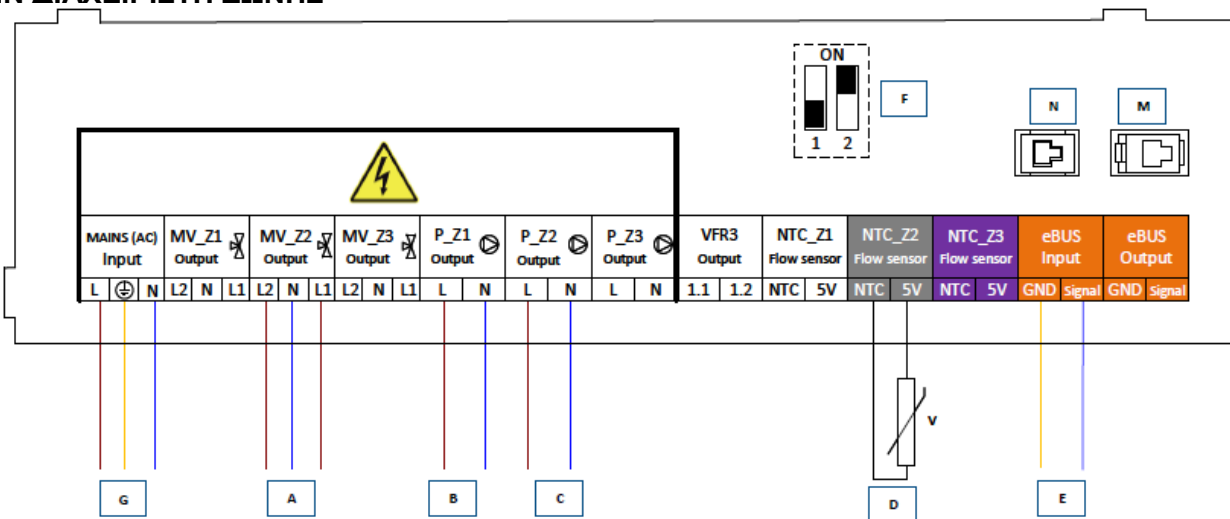 ΔΙΑΧΕΙΡΙΣΤΗ ΖΩΝΗΣ
ON
1 2
F
N
M
MAINS (AC)
Input
MV_Z1
Output
MV_Z2
Output
MV_Z3
Output
P_Z1
Output
P_Z2
Output
P_Z3
Output
VFR3
Output
NTC_Z1
Flow sensor
NTC_Z2
Flow sensor
NTC_Z3
Flow sensor
eBUS
Input
eBUS
Output
L N L2 N L1 L2 N L1 L2 N L1 L N L N L N 1.1 1.2 NTC 5V NTC 5V NTC 5V GND Signal GND Signal
V
G
A
B
C
D
E